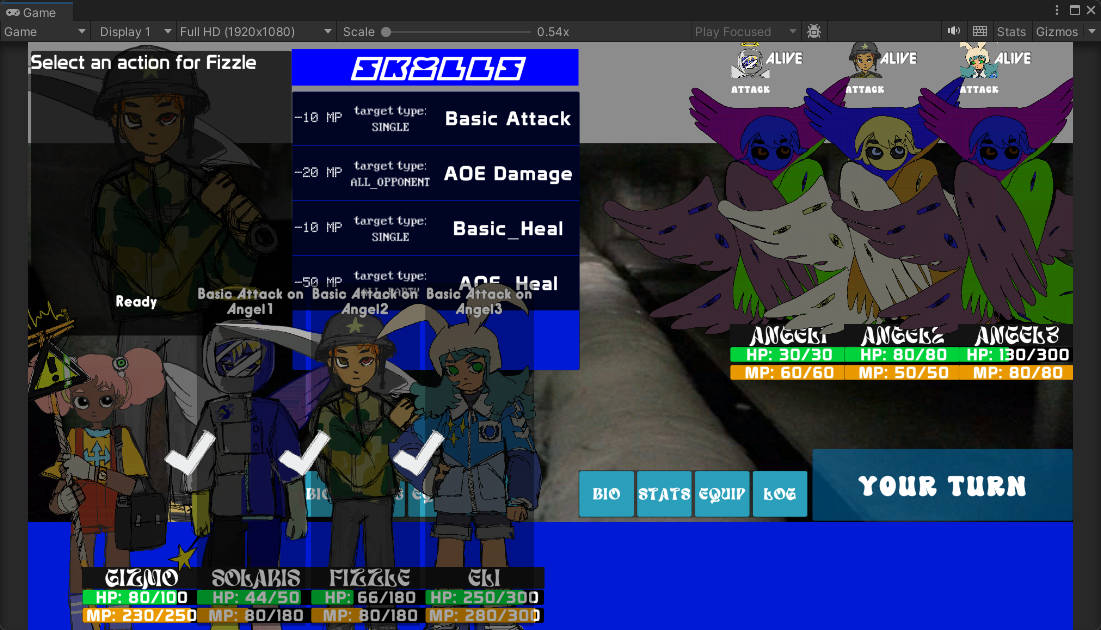 Game
Game
Display 1
Full HD (1920x1080)
Scale
0.54x
Play Focused
Stats
Gizmos
Select an action for Fizzle
SKILLS
-10 MP target type: SINGLE Basic Attack
-20 MP target type: ALL_OPPONENT AOE Damage
-10 MP target type: SINGLE Basic_Heal
-50 MP target type: AOE_Heal
ALIVE ALIVE ALIVE
ATTACK ATTACK ATTACK
Ready
Basic Attack on Angel1
Basic Attack on Angel2
Basic Attack on Angel3
ANGEL1 ANGEL2 ANGEL3
HP: 30/30 HP: 80/80 HP: 130/300
MP: 60/60 MP: 50/50 MP: 80/80
BIO STATS EQUIP LOG
YOUR TURN
GIZMO SOLARIS FIZZLE ELI
HP: 80/100 HP: 44/50 HP: 66/180 HP: 250/300
MP: 230/250 MP: 80/180 MP: 80/180 MP: 280/300